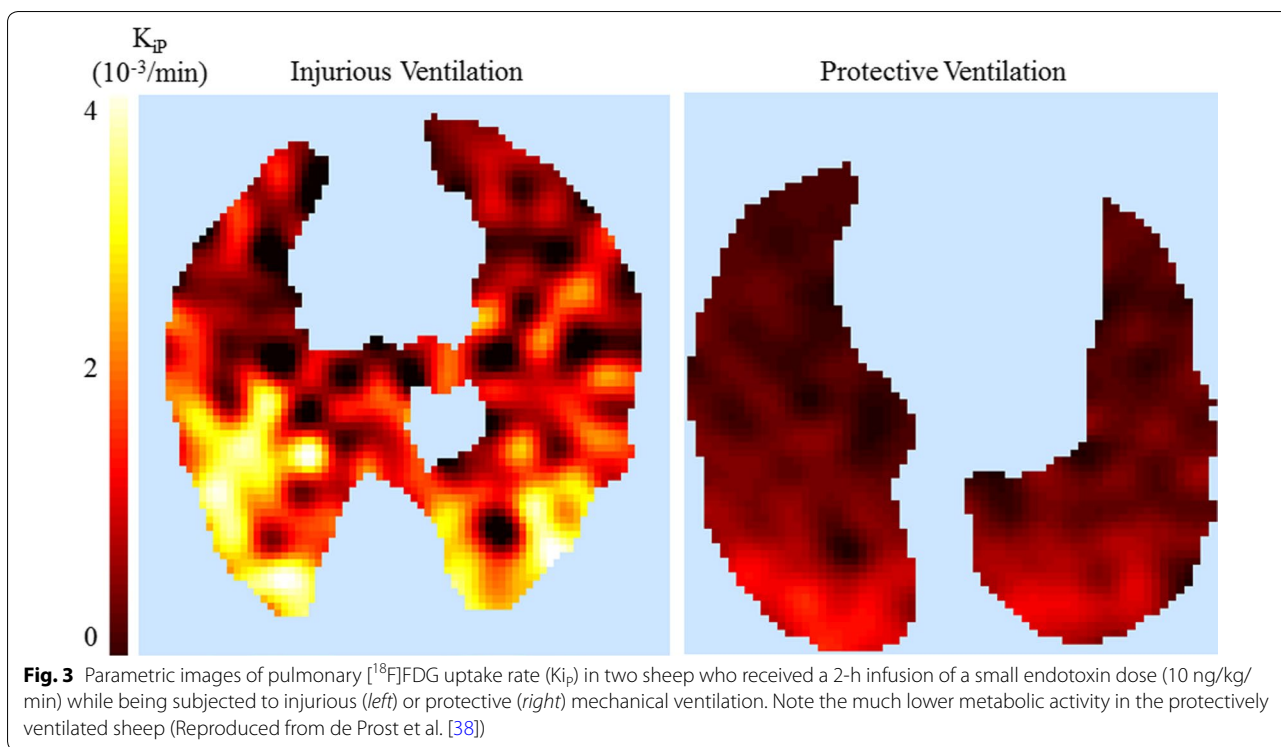 K_iP
(10⁻³/min)
Injurious Ventilation
Protective Ventilation
4
2
0
Fig. 3 Parametric images of pulmonary [¹⁸F]FDG uptake rate (Ki_P) in two sheep who received a 2-h infusion of a small endotoxin dose (10 ng/kg/
min) while being subjected to injurious (left) or protective (right) mechanical ventilation. Note the much lower metabolic activity in the protectively
ventilated sheep (Reproduced from de Prost et al. [38])